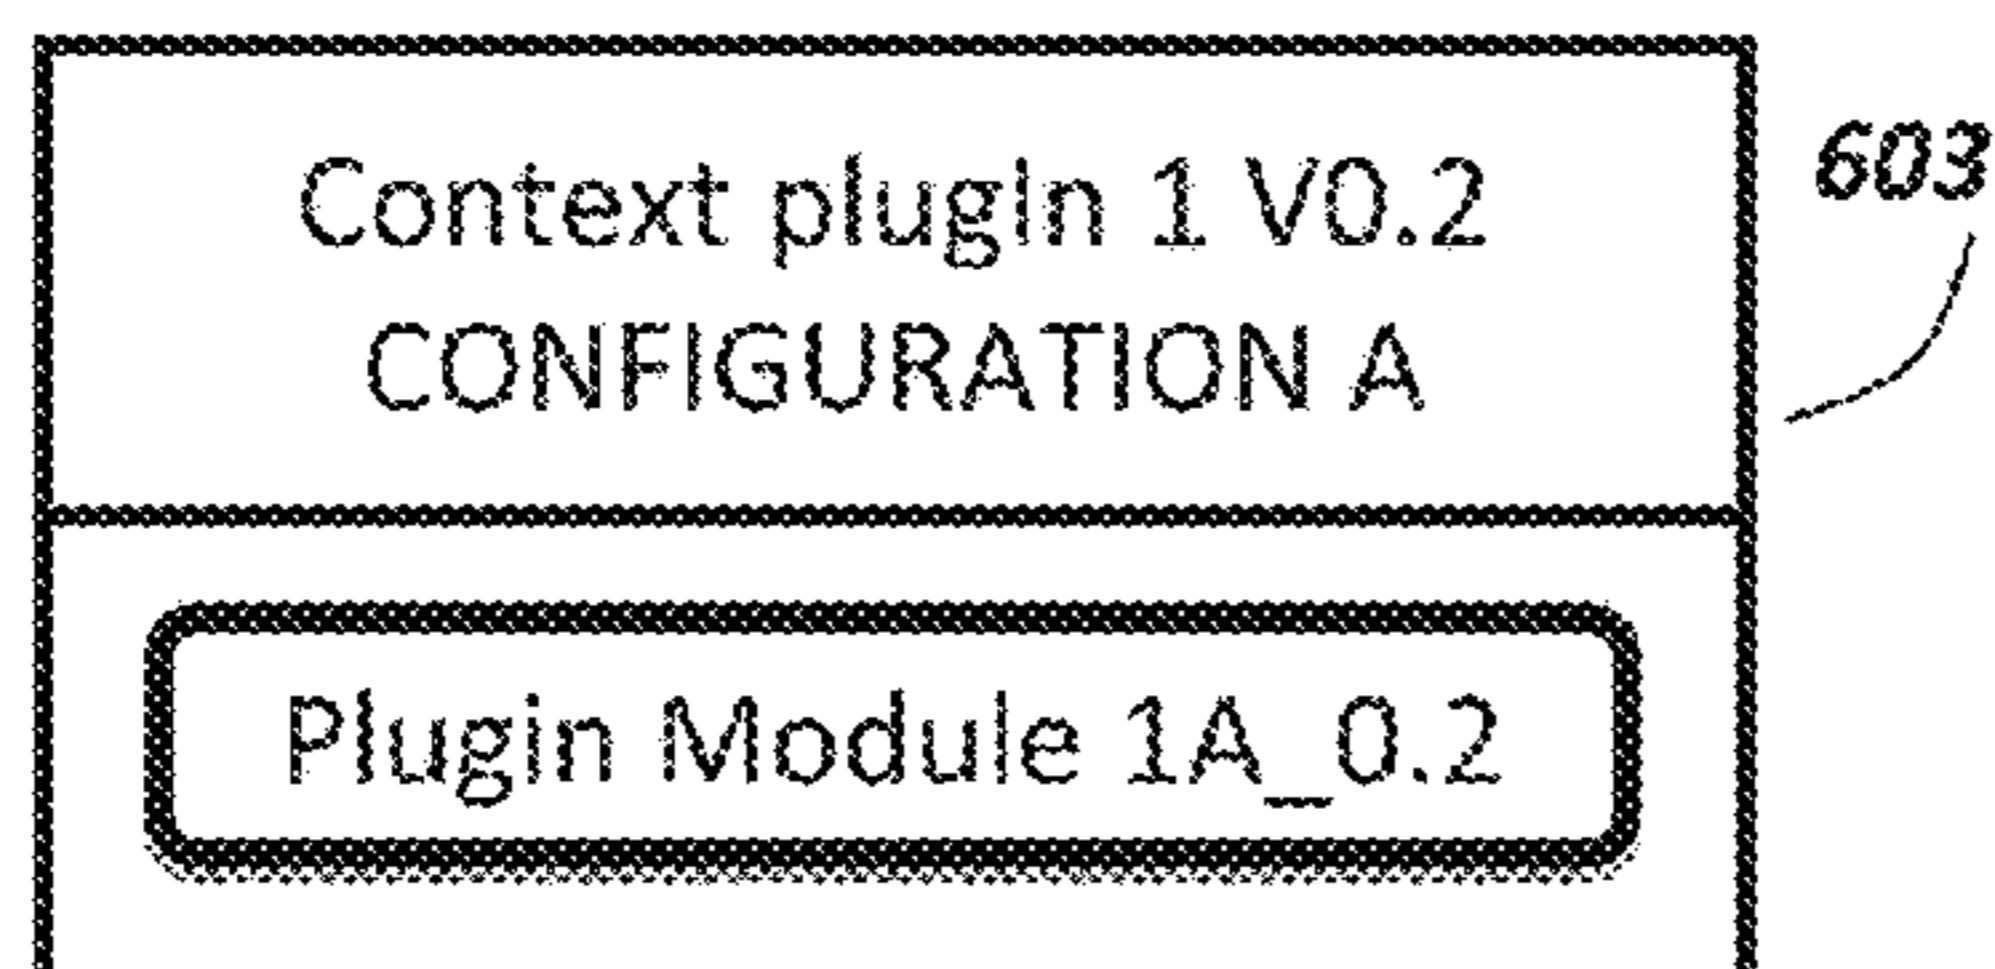 Context plugIn 1 V0.2
CONFIGURATION A
603
Plugin Module 1A_0.2